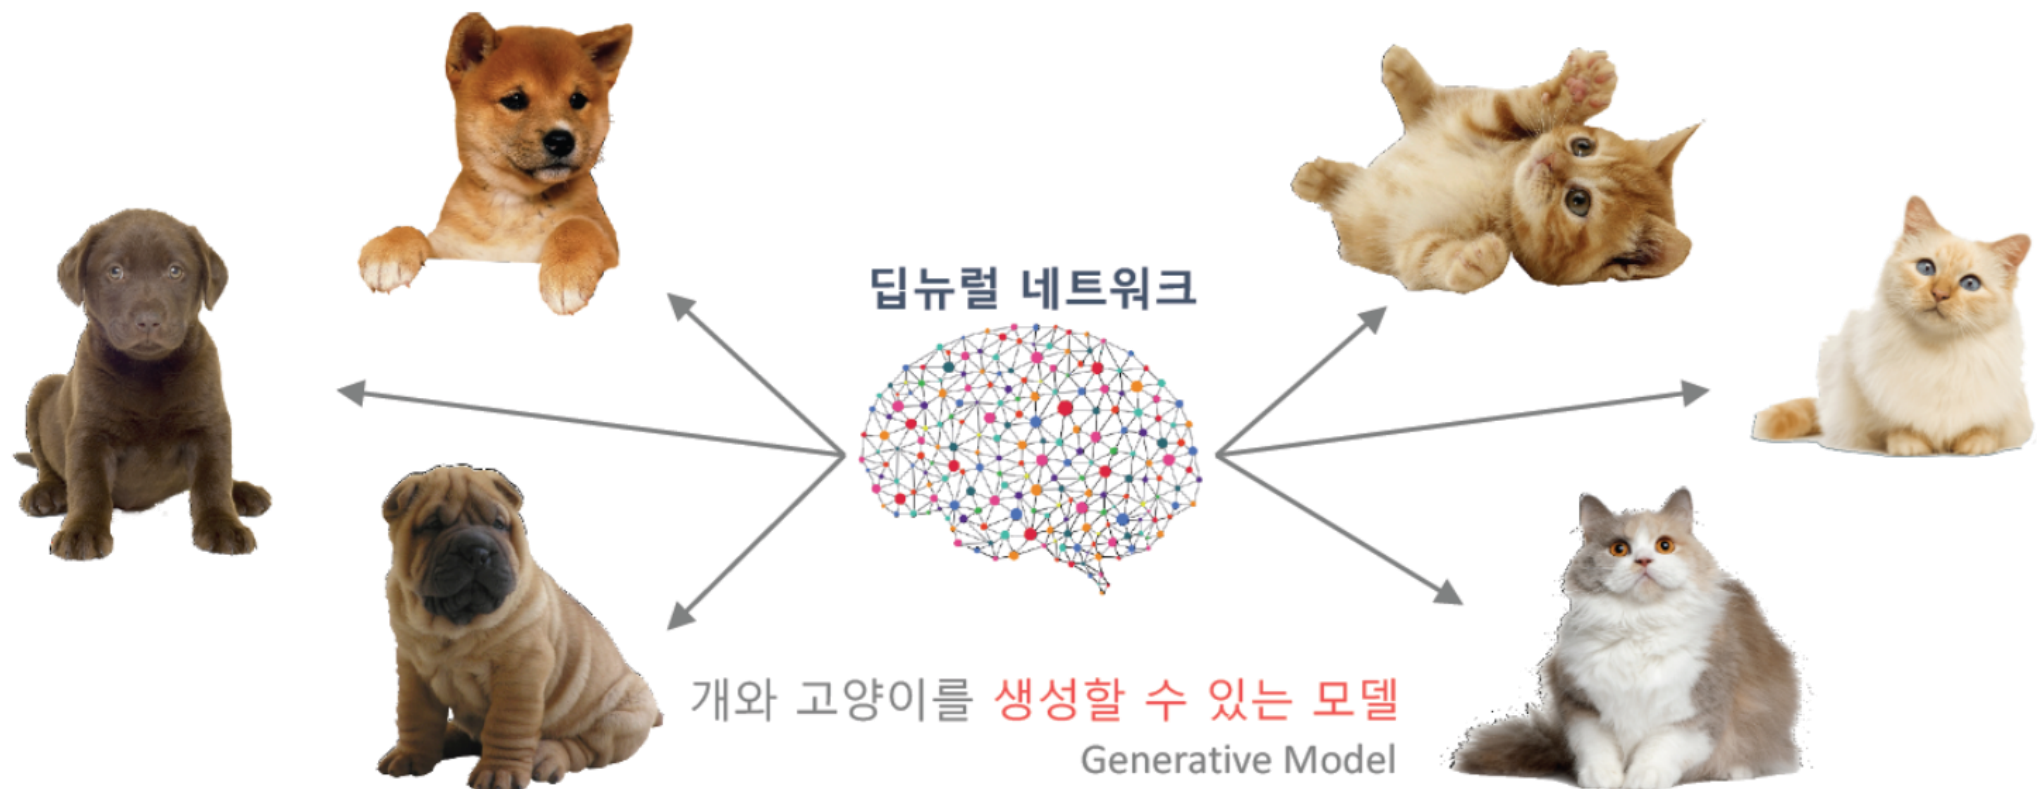 딥뉴럴 네트워크
개와 고양이를 생성할 수 있는 모델
Generative Model